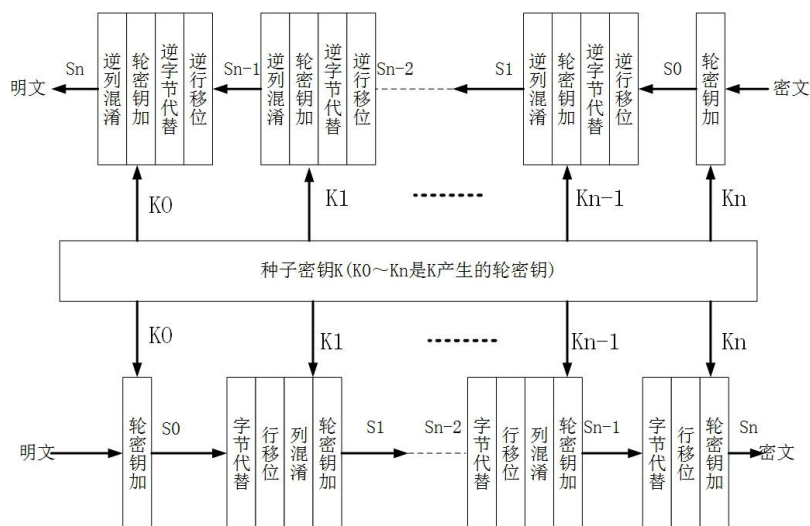 明文
Sn
逆列混淆
轮密钥加
逆字节代替
逆行移位
Sn-1
逆列混淆
轮密钥加
逆字节代替
逆行移位
Sn-2
S1
逆列混淆
轮密钥加
逆字节代替
逆行移位
S0
轮密钥加
密文
K0
K1
Kn-1
Kn
种子密钥K(K0～Kn是K产生的轮密钥)
K0
K1
Kn-1
Kn
明文
轮密钥加
S0
字节代替
行移位
列混淆
轮密钥加
S1
Sn-2
字节代替
行移位
列混淆
轮密钥加
Sn-1
字节代替
行移位
轮密钥加
Sn
密文